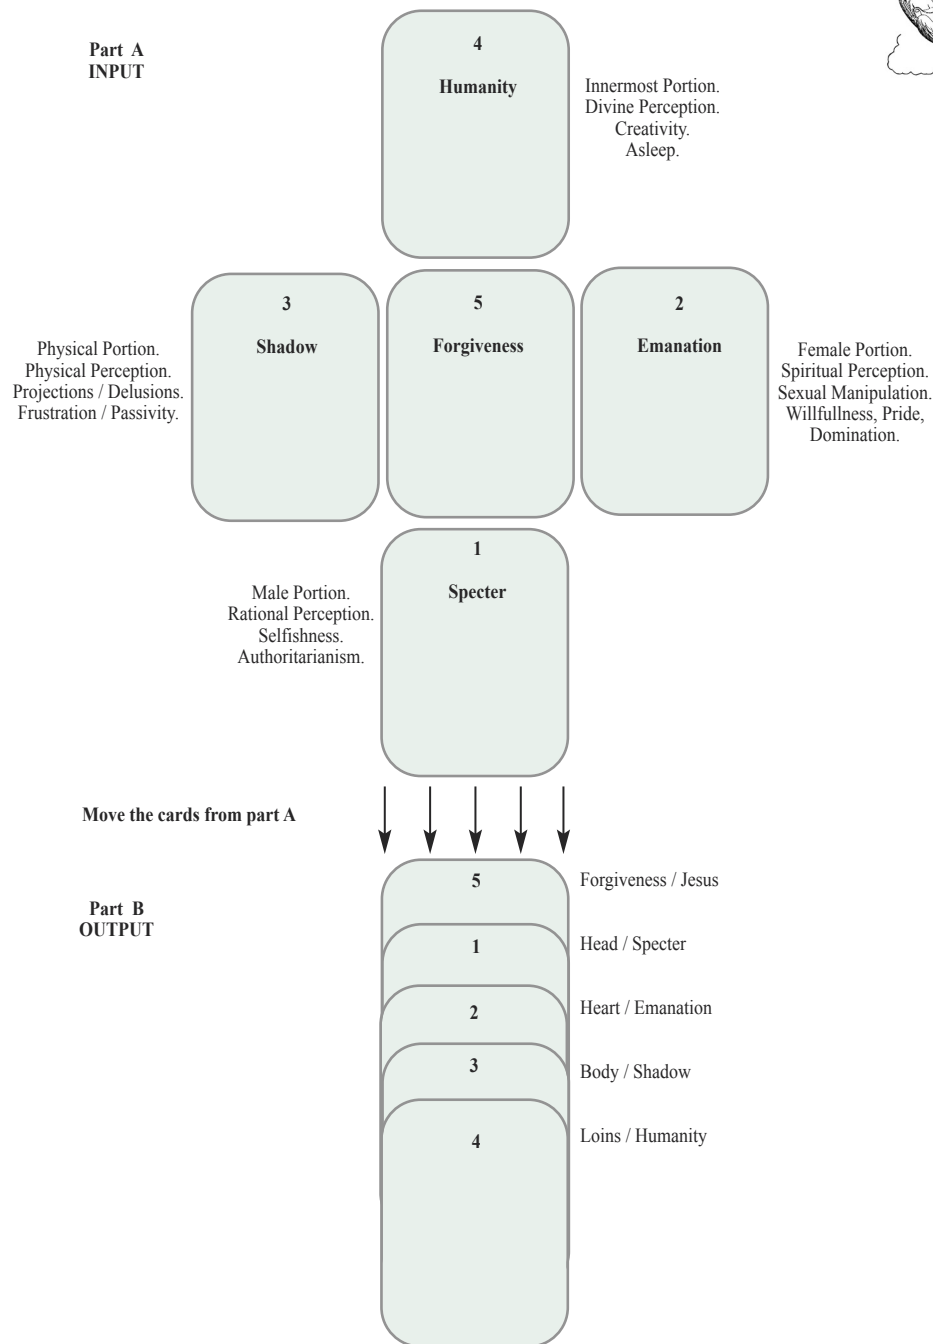 Part A
INPUT
4
Humanity
Innermost Portion.
Divine Perception.
Creativity.
Asleep.
3
Shadow
Physical Portion.
Physical Perception.
Projections / Delusions.
Frustration / Passivity.
5
Forgiveness
2
Emanation
Female Portion.
Spiritual Perception.
Sexual Manipulation.
Willfullness, Pride,
Domination.
1
Specter
Male Portion.
Rational Perception.
Selfishness.
Authoritarianism.
Move the cards from part A
Part B
OUTPUT
5
Forgiveness / Jesus
1
Head / Specter
2
Heart / Emanation
3
Body / Shadow
4
Loins / Humanity